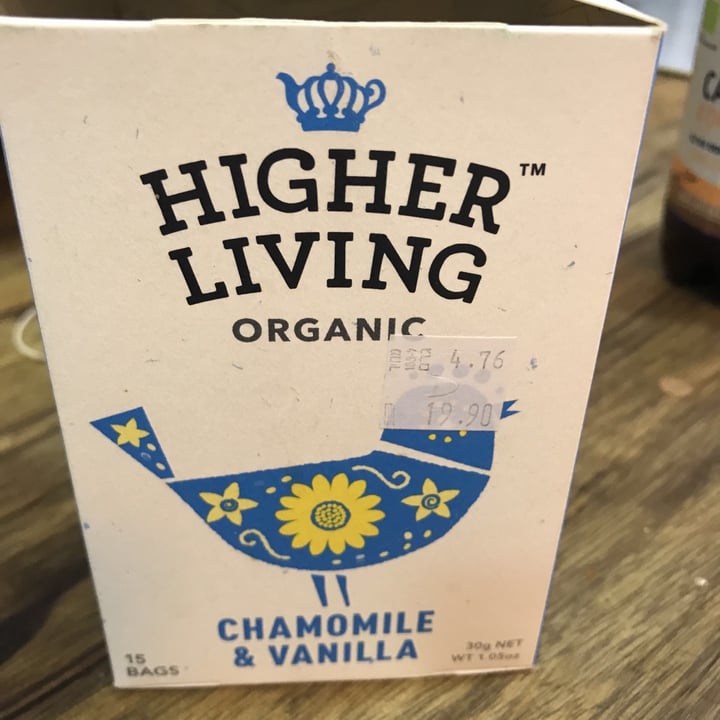 HIGHER™
LIVING
ORGANIC
4.76
19.90
CHAMOMILE
& VANILLA
15
BAGS
30g NET
WT 1.05oz